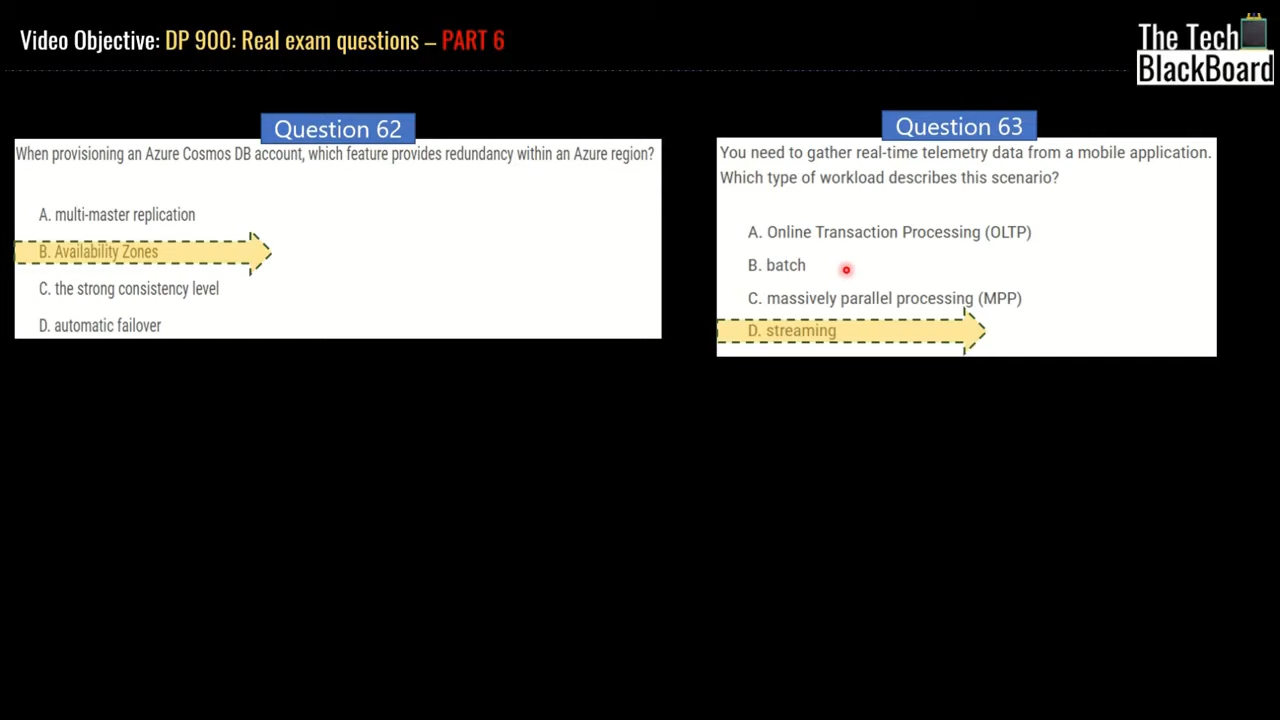 Video Objective: DP 900: Real exam questions – PART 6
The Tech
BlackBoard
Question 62
When provisioning an Azure Cosmos DB account, which feature provides redundancy within an Azure region?
A. multi-master replication
B. Availability Zones
C. the strong consistency level
D. automatic failover
Question 63
You need to gather real-time telemetry data from a mobile application.
Which type of workload describes this scenario?
A. Online Transaction Processing (OLTP)
B. batch
C. massively parallel processing (MPP)
D. streaming